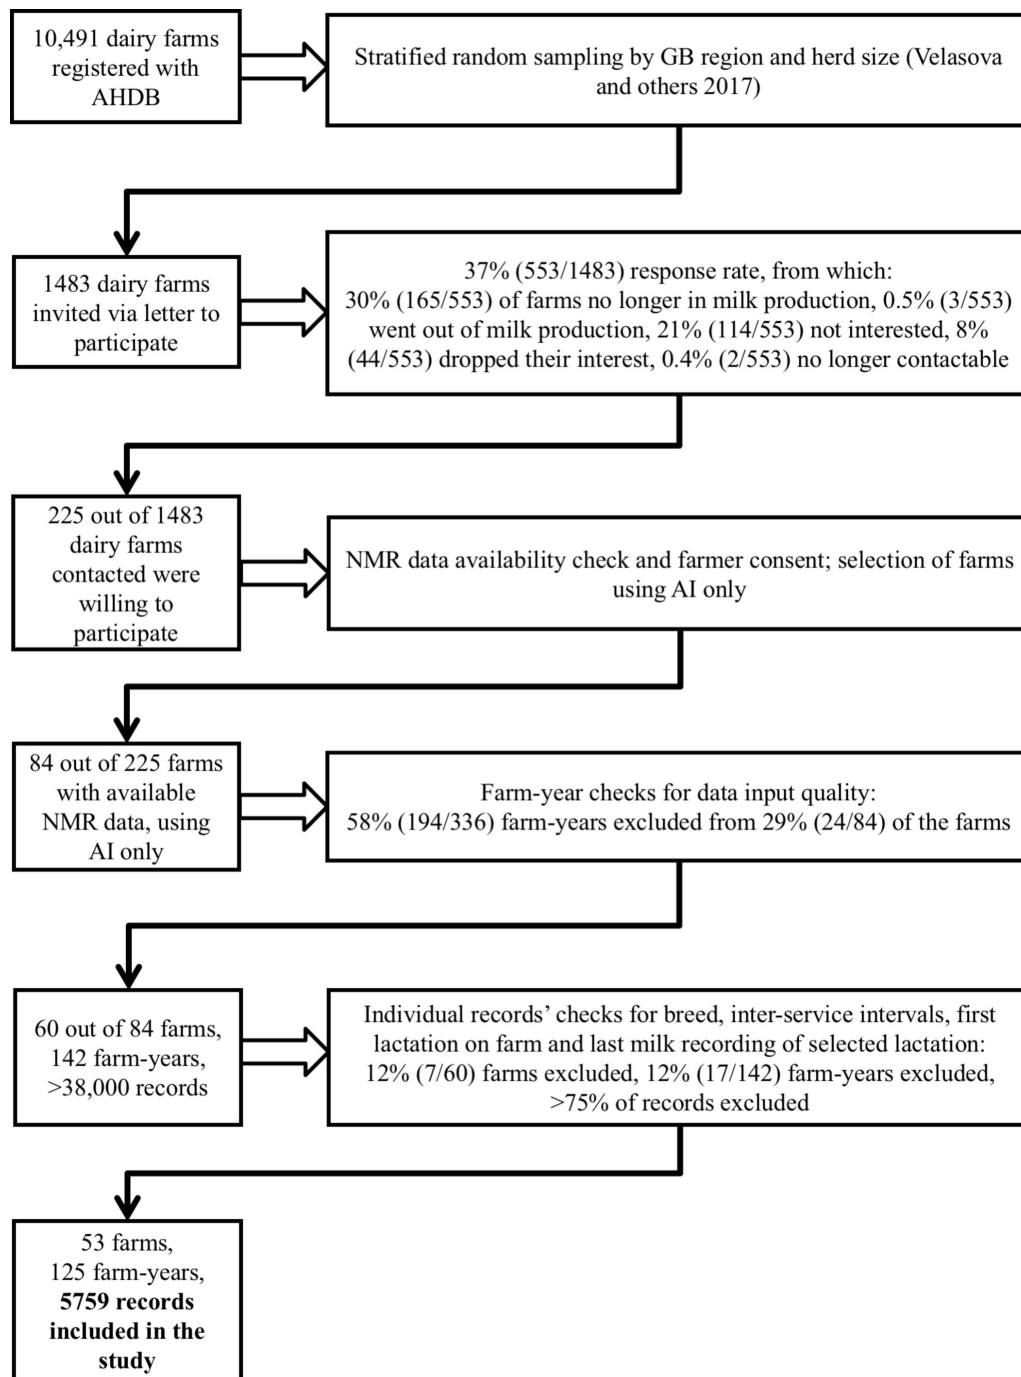 10,491 dairy farms
registered with
AHDB
Stratified random sampling by GB region and herd size (Velasova
and others 2017)
1483 dairy farms
invited via letter to
participate
37% (553/1483) response rate, from which:
30% (165/553) of farms no longer in milk production, 0.5% (3/553)
went out of milk production, 21% (114/553) not interested, 8%
(44/553) dropped their interest, 0.4% (2/553) no longer contactable
225 out of 1483
dairy farms
contacted were
willing to
participate
NMR data availability check and farmer consent; selection of farms
using AI only
84 out of 225 farms
with available
NMR data, using
AI only
Farm-year checks for data input quality:
58% (194/336) farm-years excluded from 29% (24/84) of the farms
60 out of 84 farms,
142 farm-years,
>38,000 records
Individual records’ checks for breed, inter-service intervals, first
lactation on farm and last milk recording of selected lactation:
12% (7/60) farms excluded, 12% (17/142) farm-years excluded,
>75% of records excluded
53 farms,
125 farm-years,
5759 records
included in the
study